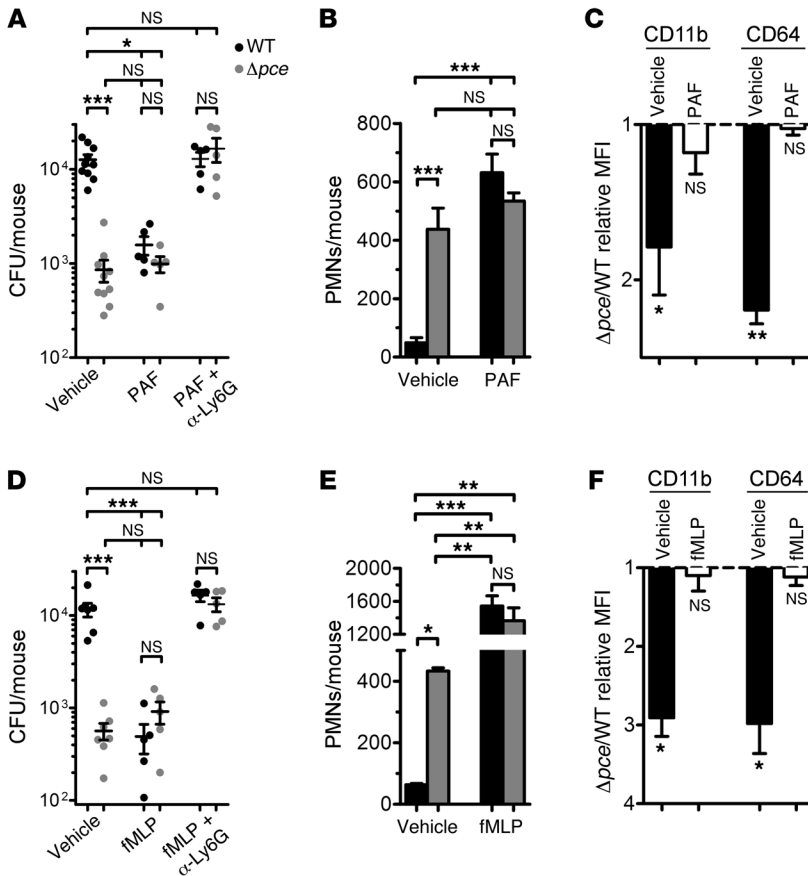 A
NS
*
NS
***
NS
NS
WT
Δpce
CFU/mouse
10⁴
10³
10²
Vehicle
PAF
PAF +
α-Ly6G
B
***
NS
NS
***
PMNs/mouse
800
600
400
200
0
Vehicle
PAF
C
CD11b
CD64
Vehicle
PAF
Vehicle
PAF
Δpce/WT relative MFI
1
2
NS
NS
*
**
D
NS
***
NS
***
NS
NS
CFU/mouse
10⁴
10³
10²
Vehicle
fMLP
fMLP +
α-Ly6G
E
**
***
**
**
NS
*
PMNs/mouse
2000
1600
1200
400
200
0
Vehicle
fMLP
F
CD11b
CD64
Vehicle
fMLP
Vehicle
fMLP
Δpce/WT relative MFI
1
2
3
4
NS
NS
*
*